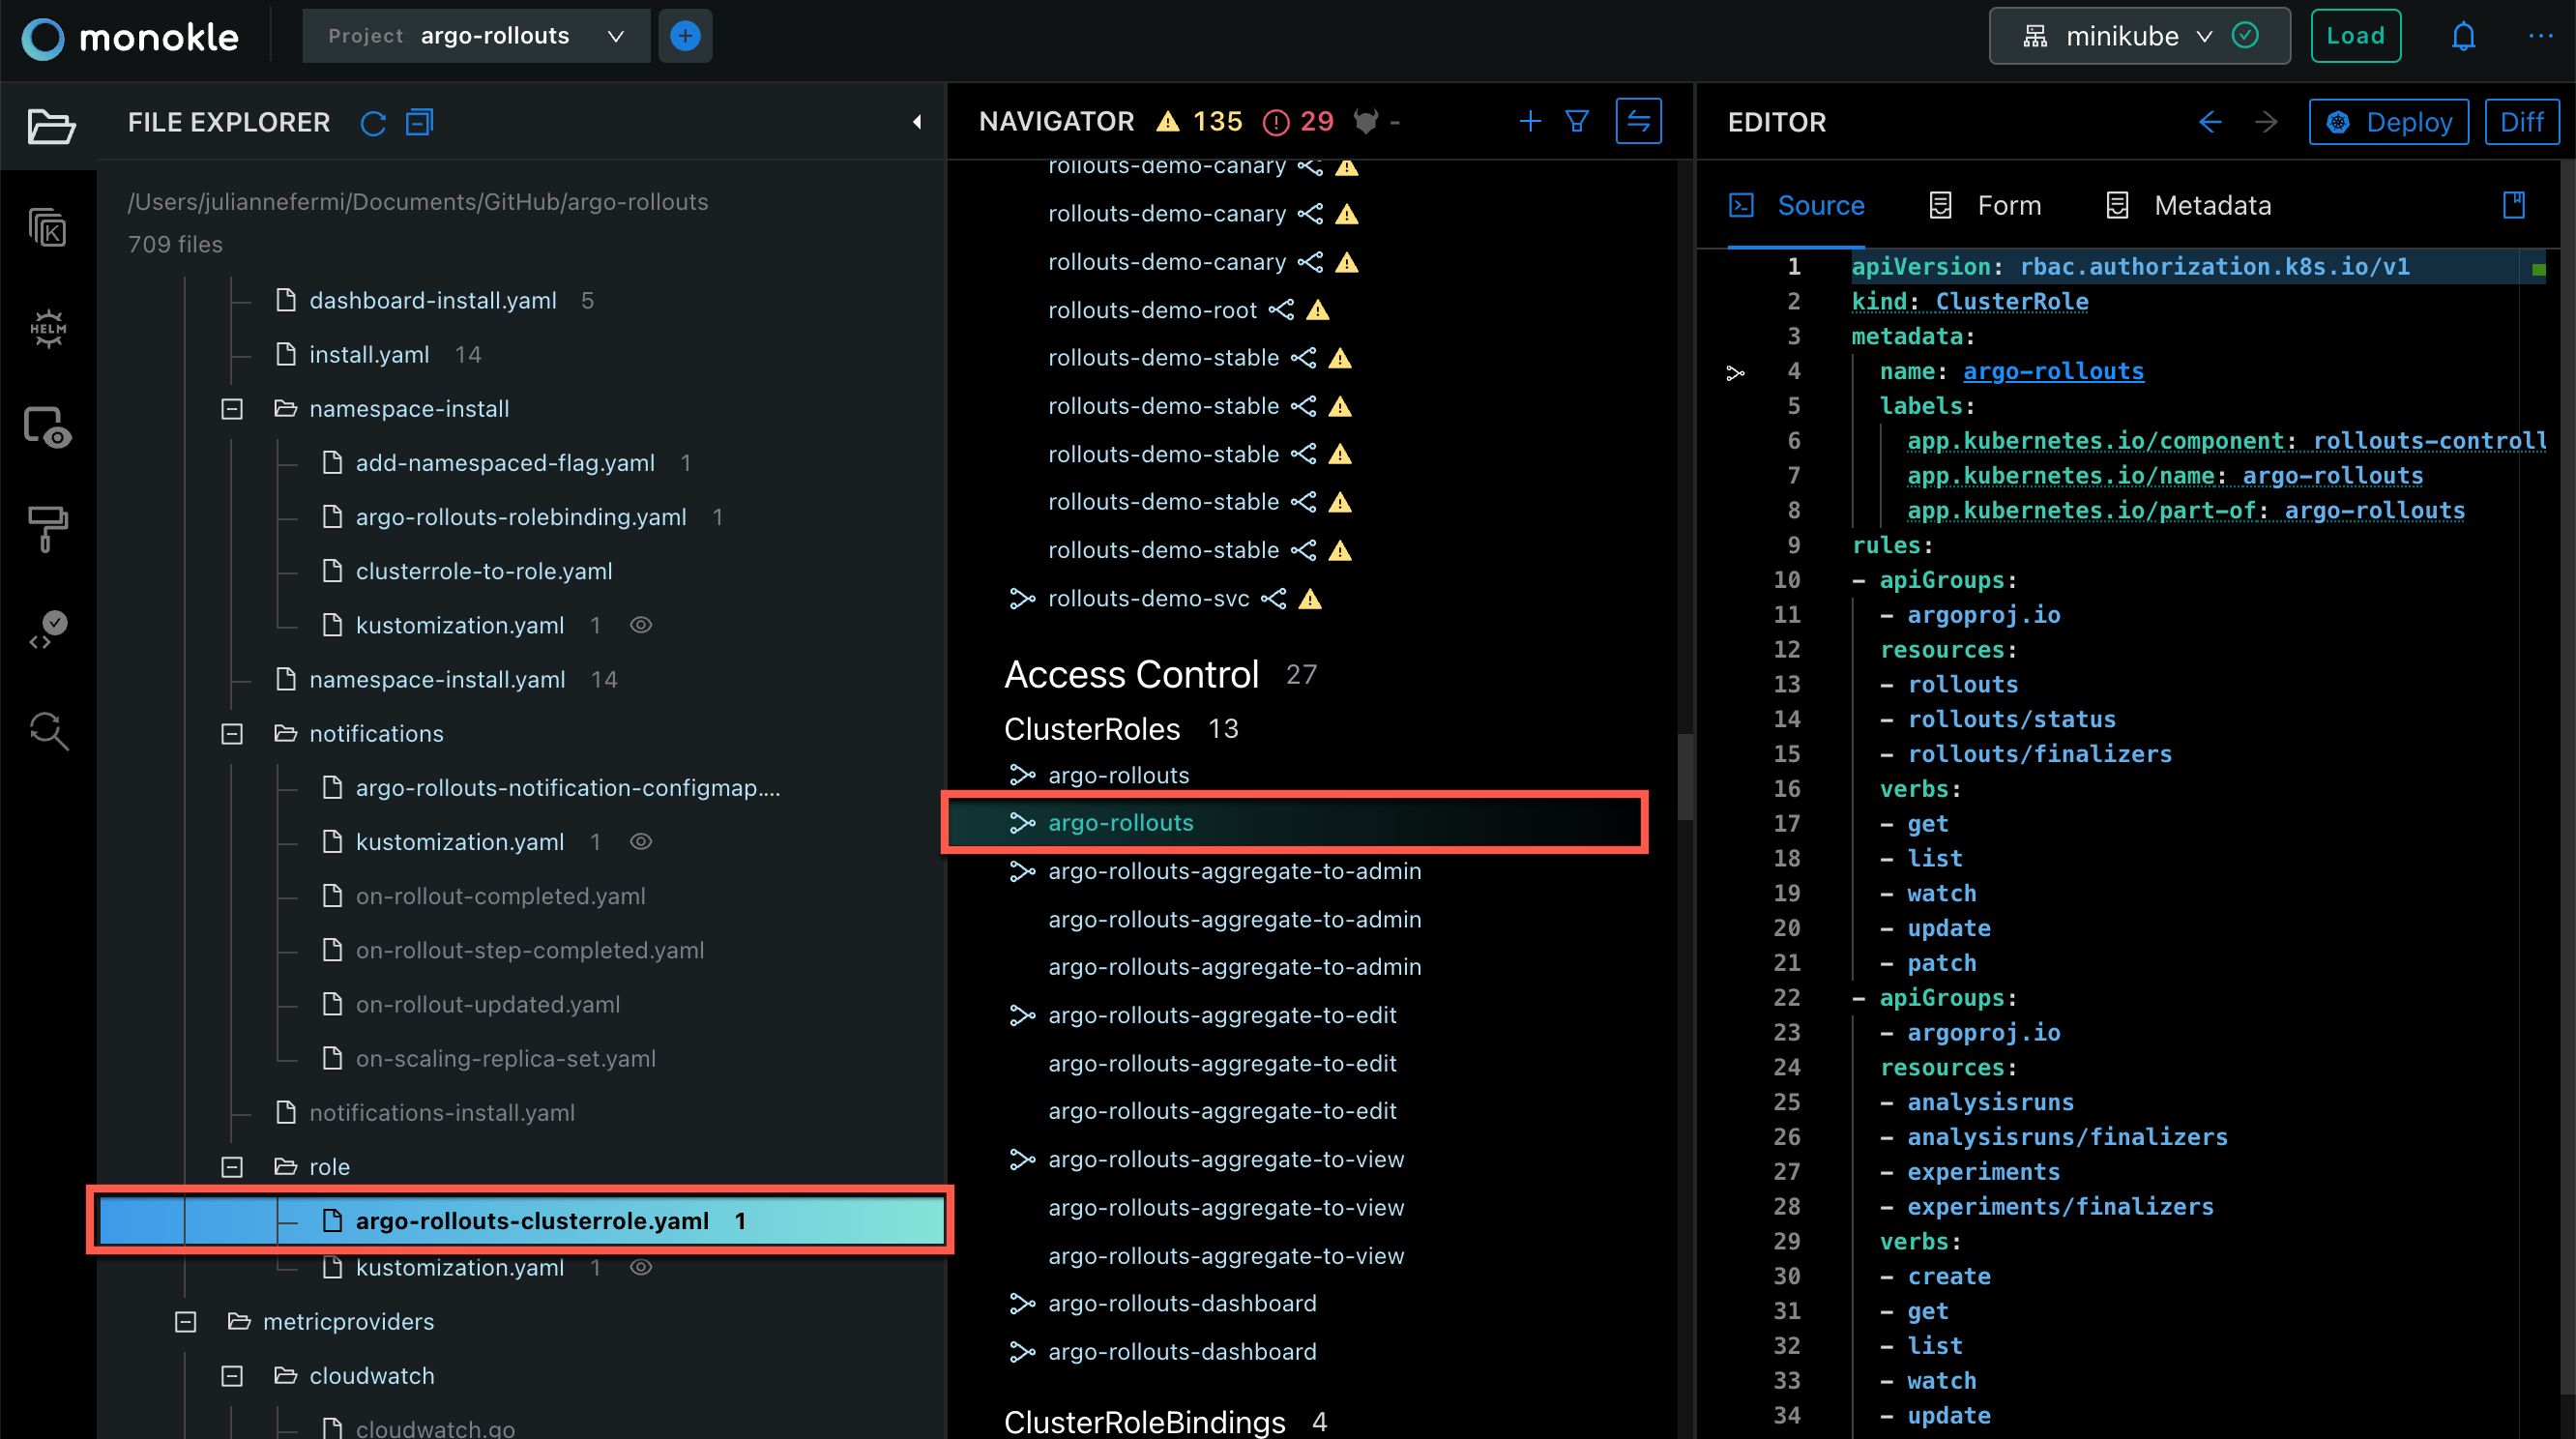 monokle
Project argo-rollouts
minikube
Load
FILE EXPLORER
/Users/juliannefermi/Documents/GitHub/argo-rollouts
709 files
dashboard-install.yaml 5
install.yaml 14
namespace-install
add-namespaced-flag.yaml 1
argo-rollouts-rolebinding.yaml 1
clusterrole-to-role.yaml
kustomization.yaml 1
namespace-install.yaml 14
notifications
argo-rollouts-notification-configmap....
kustomization.yaml 1
on-rollout-completed.yaml
on-rollout-step-completed.yaml
on-rollout-updated.yaml
on-scaling-replica-set.yaml
notifications-install.yaml
role
argo-rollouts-clusterrole.yaml 1
kustomization.yaml 1
metricproviders
cloudwatch
cloudwatch.go
HELM
K
NAVIGATOR 135 29 -
rollouts-demo-canary
rollouts-demo-canary
rollouts-demo-canary
rollouts-demo-root
rollouts-demo-stable
rollouts-demo-stable
rollouts-demo-stable
rollouts-demo-stable
rollouts-demo-stable
rollouts-demo-svc
Access Control 27
ClusterRoles 13
argo-rollouts
argo-rollouts
argo-rollouts-aggregate-to-admin
argo-rollouts-aggregate-to-admin
argo-rollouts-aggregate-to-admin
argo-rollouts-aggregate-to-edit
argo-rollouts-aggregate-to-edit
argo-rollouts-aggregate-to-edit
argo-rollouts-aggregate-to-view
argo-rollouts-aggregate-to-view
argo-rollouts-aggregate-to-view
argo-rollouts-dashboard
argo-rollouts-dashboard
ClusterRoleBindings 4
EDITOR
Deploy
Diff
Source
Form
Metadata
1 apiVersion: rbac.authorization.k8s.io/v1
2 kind: ClusterRole
3 metadata:
4 name: argo-rollouts
5 labels:
6 app.kubernetes.io/component: rollouts-controll
7 app.kubernetes.io/name: argo-rollouts
8 app.kubernetes.io/part-of: argo-rollouts
9 rules:
10 - apiGroups:
11 - argoproj.io
12 resources:
13 - rollouts
14 - rollouts/status
15 - rollouts/finalizers
16 verbs:
17 - get
18 - list
19 - watch
20 - update
21 - patch
22 - apiGroups:
23 - argoproj.io
24 resources:
25 - analysisruns
26 - analysisruns/finalizers
27 - experiments
28 - experiments/finalizers
29 verbs:
30 - create
31 - get
32 - list
33 - watch
34 - update